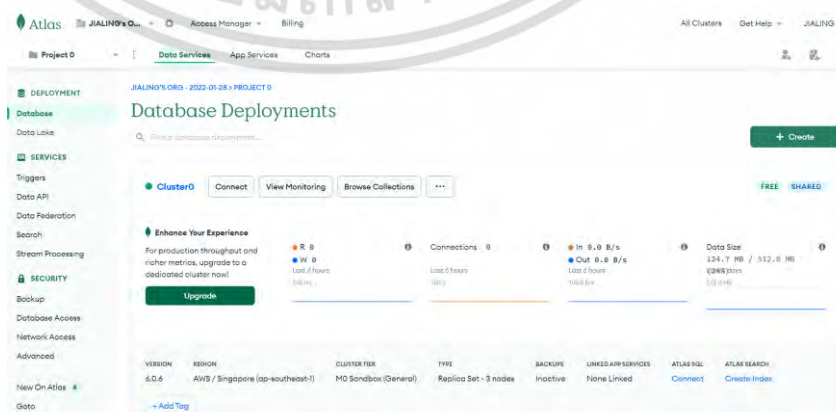 Atlas JIALING's O... Access Manager Billing All Clusters Get Help JIALING
Project 0 Data Services App Services Charts
DEPLOYMENT
Database
Data Lake
SERVICES
Triggers
Data API
Data Federation
Search
Stream Processing
SECURITY
Backup
Database Access
Network Access
Advanced
New On Atlas 4
Goto
JIALING'S ORG - 2022-01-28 > PROJECT 0
Database Deployments
Find a database deployment...
+ Create
Cluster0 Connect View Monitoring Browse Collections ...
FREE SHARED
Enhance Your Experience
For production throughput and
richer metrics, upgrade to a
dedicated cluster now!
Upgrade
R 0
W 0
Last 6 hours
Connections 0
Last 6 hours
In 0.0 B/s
Out 0.0 B/s
Last 6 hours
Data Size
124.7 MB / 512.0 MB
VERSION REGION CLUSTER TIER TYPE BACKUPS LINKED APP SERVICES ATLAS SQL ATLAS SEARCH
6.0.6 AWS / Singapore (ap-southeast-1) M0 Sandbox (General) Replica Set - 3 nodes Inactive None Linked Connect Create Index
+ Add Tag